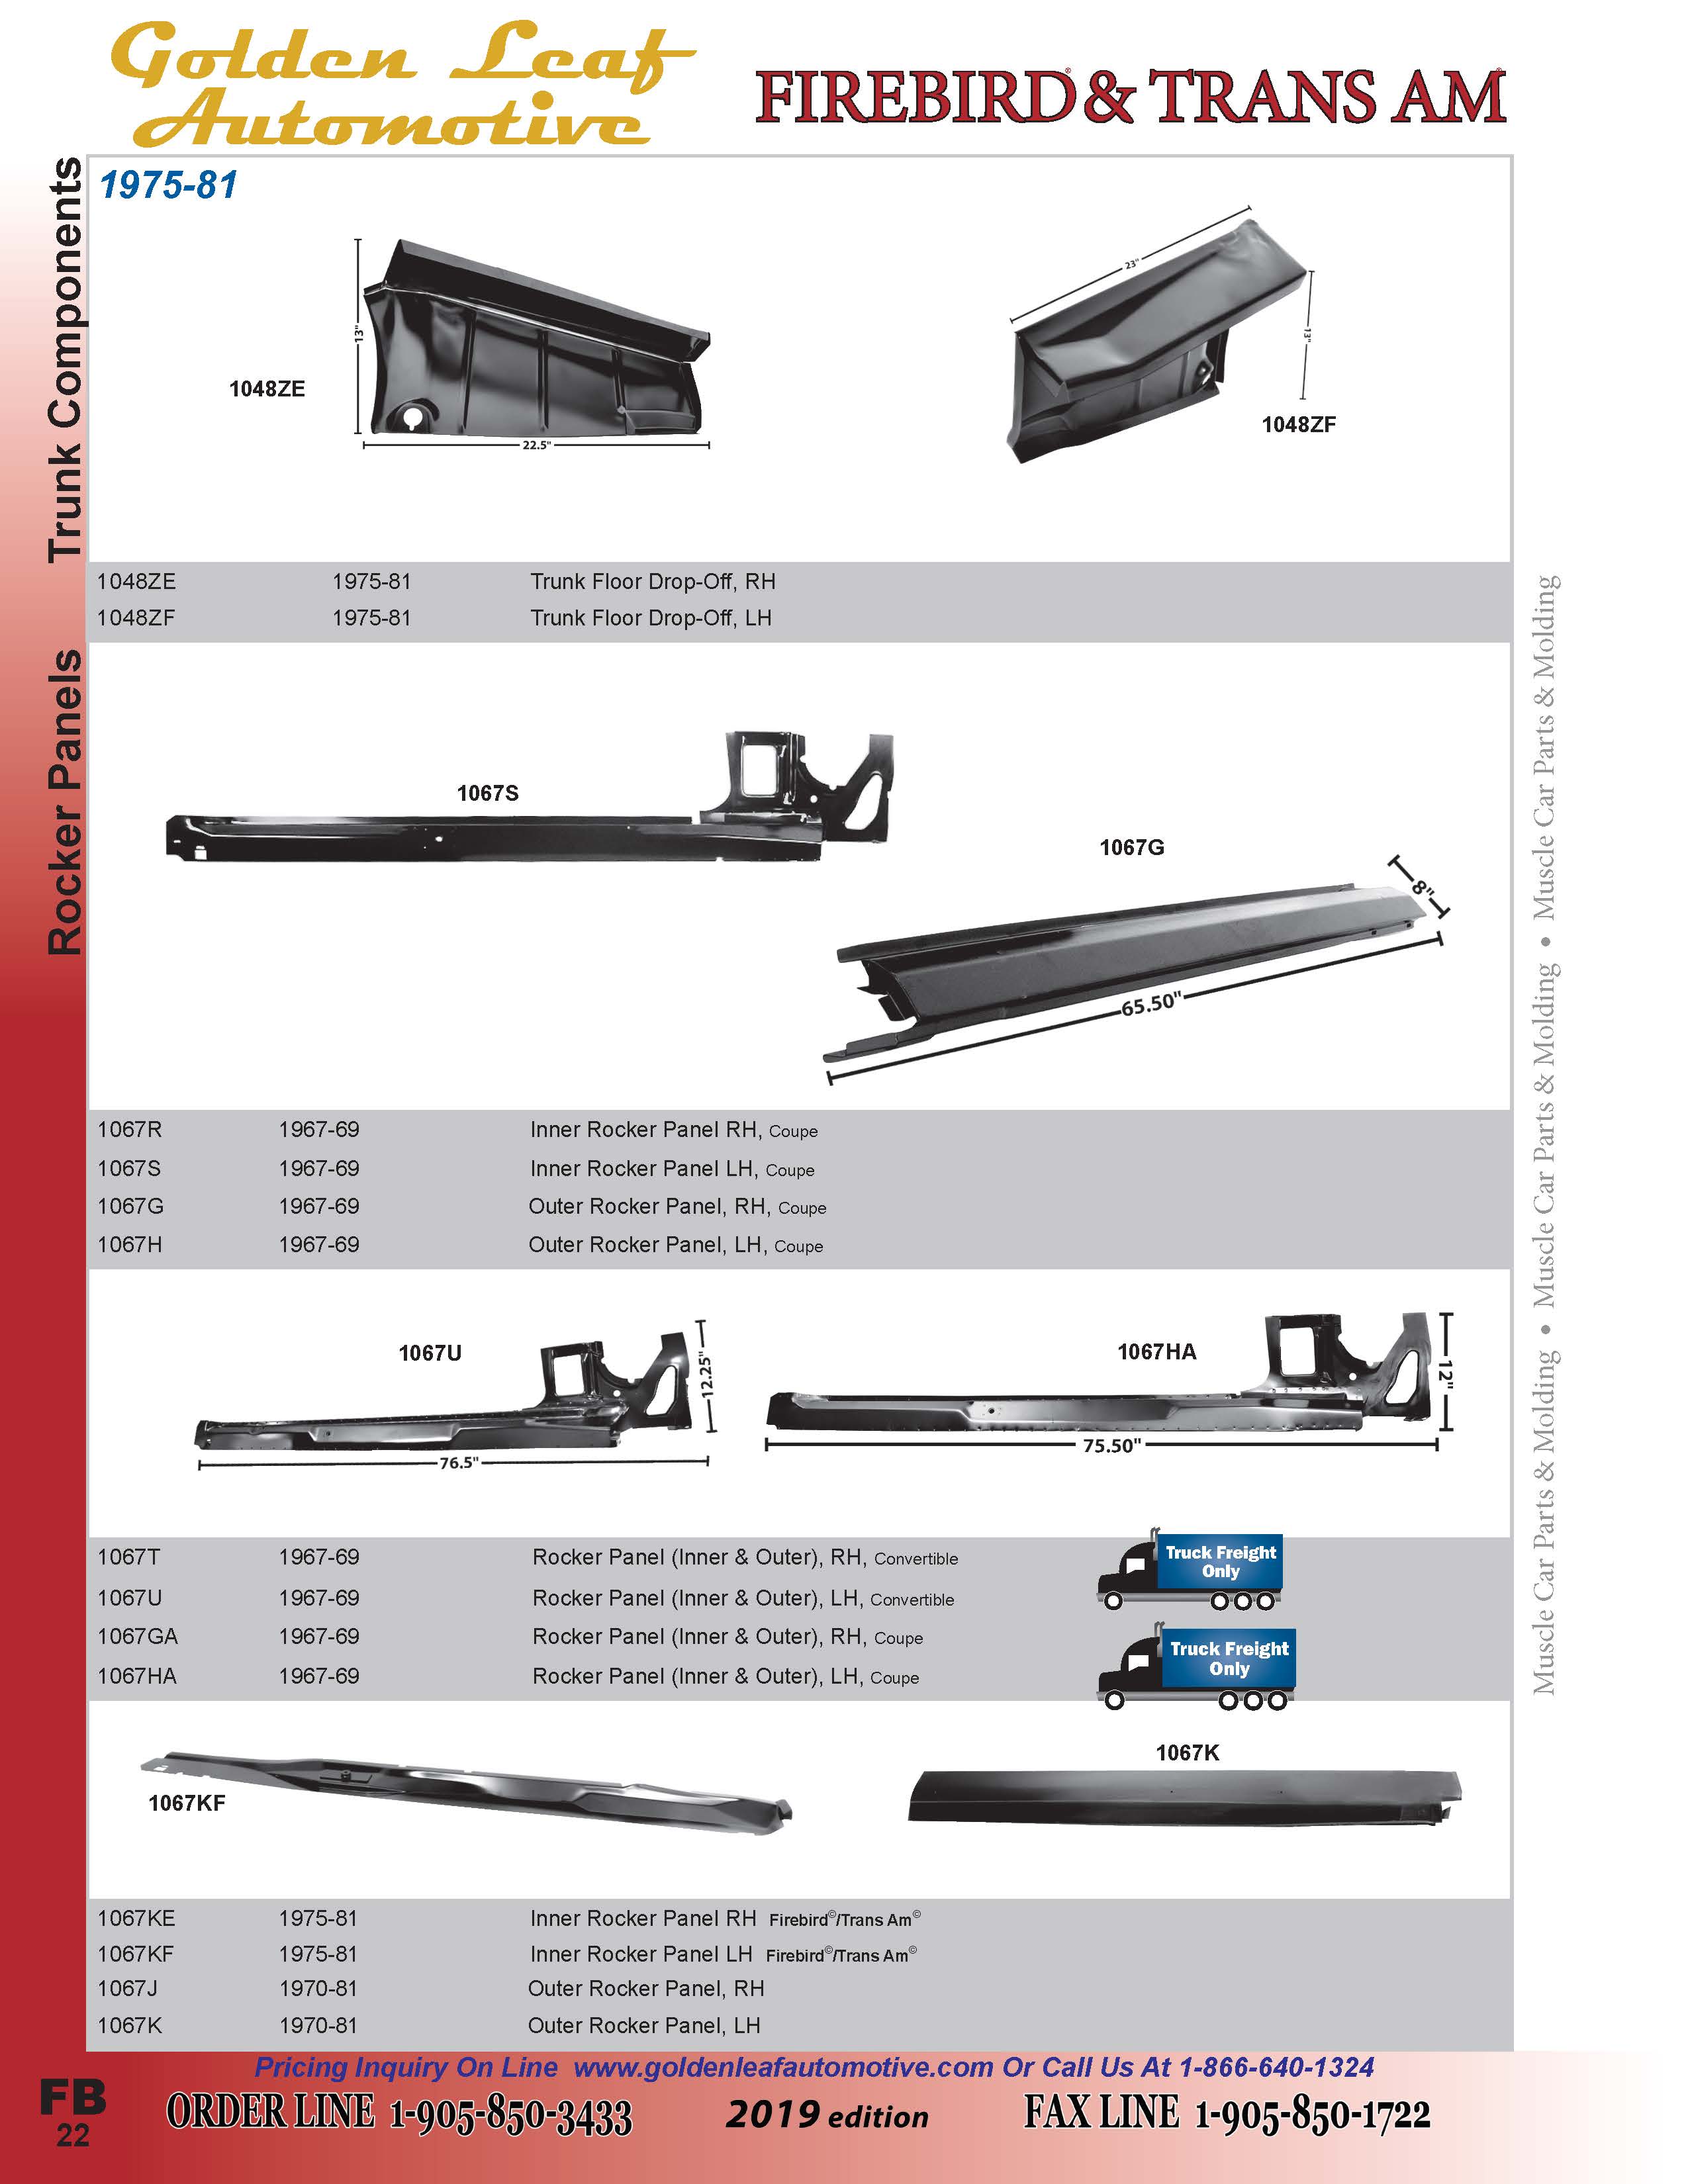 Golden Leaf
Automotive
FIREBIRD® & TRANS AM®
Trunk Components
Rocker Panels
1975-81
13"
1048ZE
22.5"
23"
13"
1048ZF
1048ZE 1975-81 Trunk Floor Drop-Off, RH
1048ZF 1975-81 Trunk Floor Drop-Off, LH
1067S
1067G
8"
65.50"
1067R 1967-69 Inner Rocker Panel RH, Coupe
1067S 1967-69 Inner Rocker Panel LH, Coupe
1067G 1967-69 Outer Rocker Panel, RH, Coupe
1067H 1967-69 Outer Rocker Panel, LH, Coupe
1067U
12.25"
76.5"
1067HA
12"
75.50"
1067T 1967-69 Rocker Panel (Inner & Outer), RH, Convertible
1067U 1967-69 Rocker Panel (Inner & Outer), LH, Convertible
1067GA 1967-69 Rocker Panel (Inner & Outer), RH, Coupe
1067HA 1967-69 Rocker Panel (Inner & Outer), LH, Coupe
Truck Freight
Only
Truck Freight
Only
1067KF
1067K
1067KE 1975-81 Inner Rocker Panel RH Firebird©/Trans Am©
1067KF 1975-81 Inner Rocker Panel LH Firebird©/Trans Am©
1067J 1970-81 Outer Rocker Panel, RH
1067K 1970-81 Outer Rocker Panel, LH
Muscle Car Parts & Molding • Muscle Car Parts & Molding • Muscle Car Parts & Molding
Pricing Inquiry On Line www.goldenleafautomotive.com Or Call Us At 1-866-640-1324
FB
22
ORDER LINE 1-905-850-3433
2019 edition
FAX LINE 1-905-850-1722